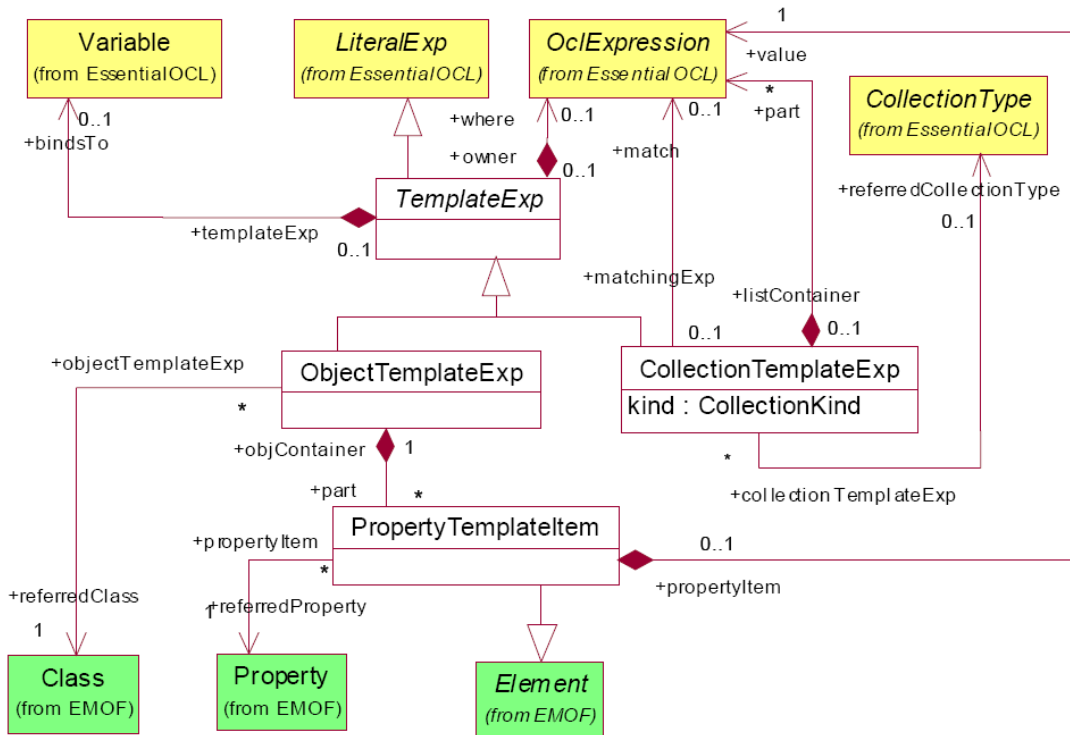 Variable
(from EssentialOCL)
LiteralExp
(from EssentialOCL)
OclExpression
(from EssentialOCL)
1
+value
*
+part
CollectionType
(from EssentialOCL)
0..1
+bindsTo
+where
0..1
+owner
0..1
0..1
+match
+referredCollectionType
0..1
TemplateExp
+templateExp
0..1
+matchingExp
0..1
+listContainer
0..1
+objectTemplateExp
*
ObjectTemplateExp
CollectionTemplateExp
kind : CollectionKind
+objContainer
1
*
+collectionTemplateExp
+part
*
PropertyTemplateItem
+propertyItem
*
0..1
+propertyItem
+referredClass
1
1
+referredProperty
Class
(from EMOF)
Property
(from EMOF)
Element
(from EMOF)